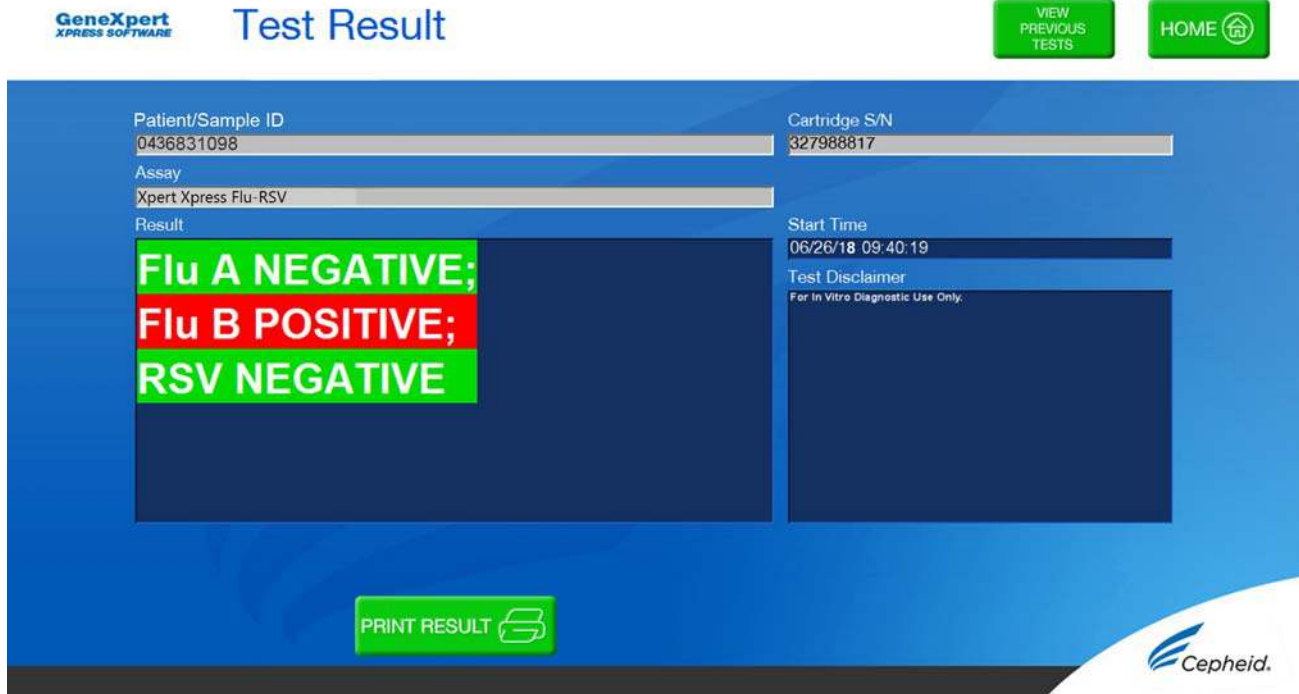 GeneXpert
XPRESS SOFTWARE
Test Result
VIEW
PREVIOUS
TESTS
HOME
Patient/Sample ID
0436831098
Cartridge S/N
327988817
Assay
Xpert Xpress Flu-RSV
Result
Flu A NEGATIVE;
Flu B POSITIVE;
RSV NEGATIVE
Start Time
06/26/18 09:40:19
Test Disclaimer
For In Vitro Diagnostic Use Only.
PRINT RESULT
Cepheid.